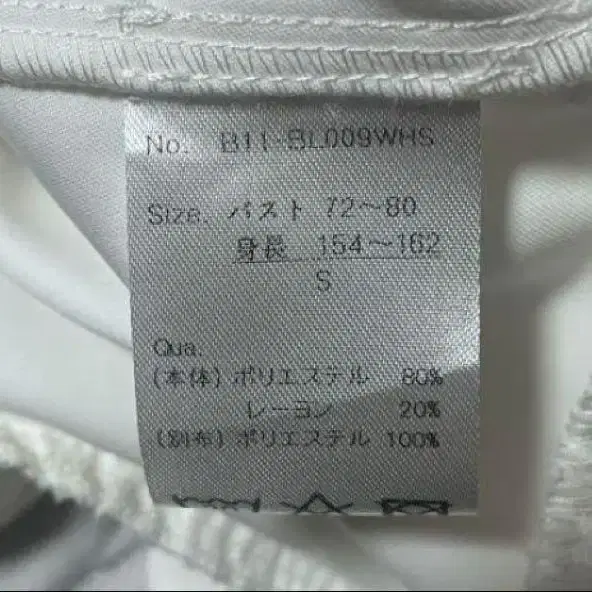 No. B11-BL009WHS
Size. バスト 72～80
身長 154～162
S
Qua.
(本体) ポリエステル 80%
レーヨン 20%
(別布) ポリエステル 100%